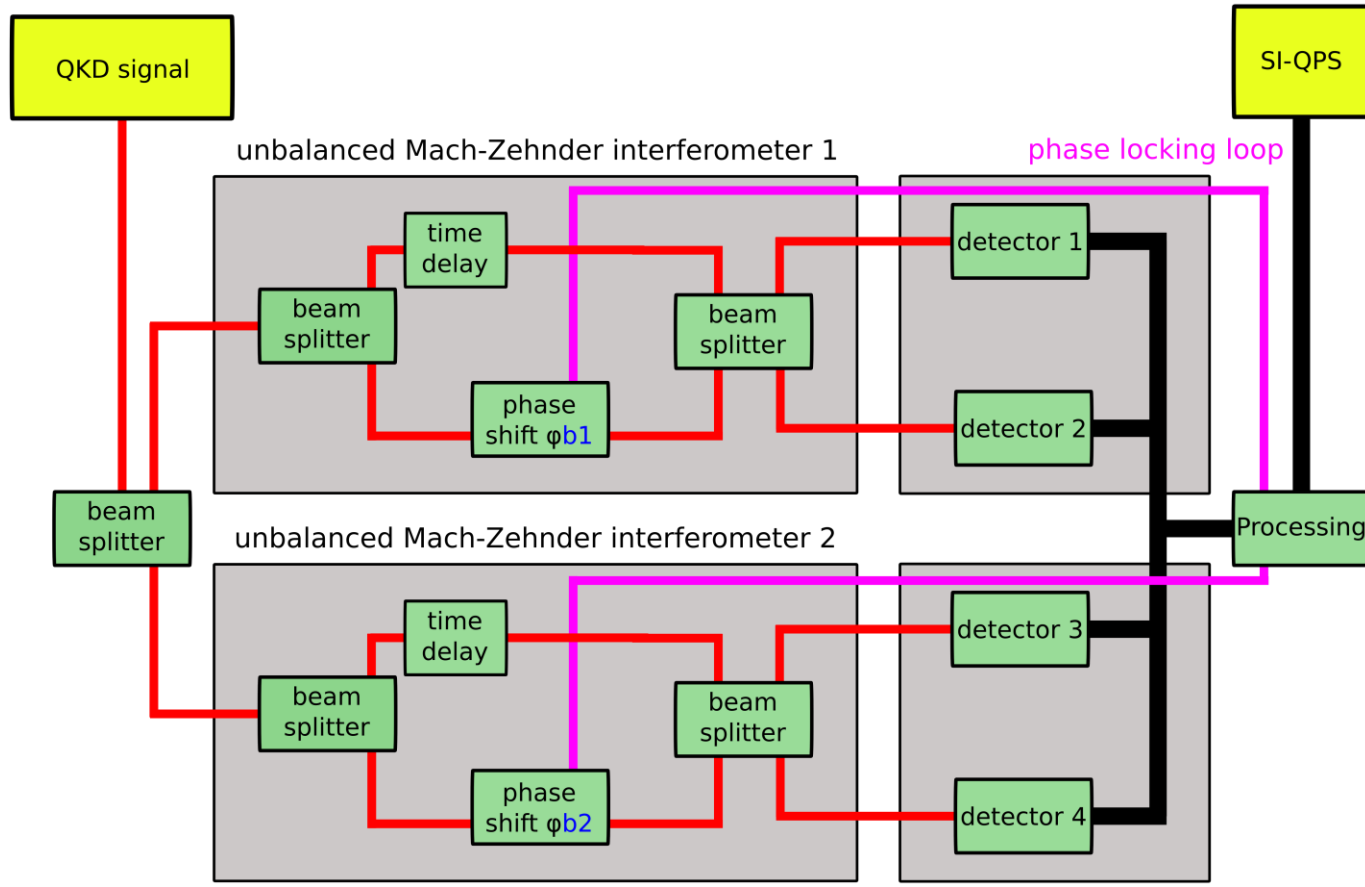 QKD signal
SI-QPS
unbalanced Mach-Zehnder interferometer 1
phase locking loop
time
delay
beam
splitter
phase
shift φb1
beam
splitter
detector 1
detector 2
beam
splitter
Processing
unbalanced Mach-Zehnder interferometer 2
time
delay
beam
splitter
phase
shift φb2
beam
splitter
detector 3
detector 4